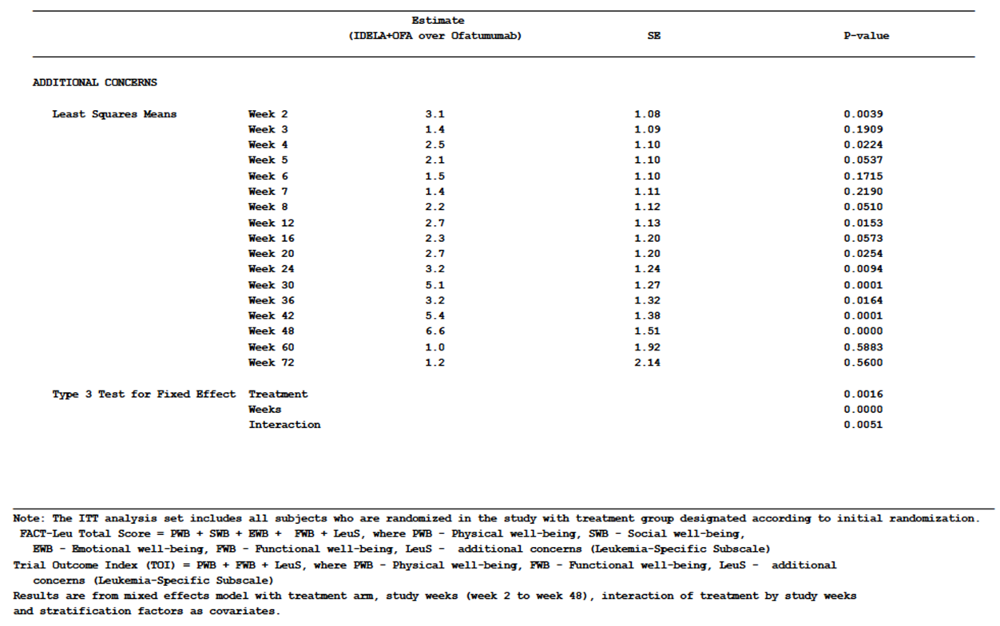 Estimate
(IDELA+OFA over Ofatumumab) SE P-value
ADDITIONAL CONCERNS
Least Squares Means Week 2 3.1 1.08 0.0039
Week 3 1.4 1.09 0.1909
Week 4 2.5 1.10 0.0224
Week 5 2.1 1.10 0.0537
Week 6 1.5 1.10 0.1715
Week 7 1.4 1.11 0.2190
Week 8 2.2 1.12 0.0510
Week 12 2.7 1.13 0.0153
Week 16 2.3 1.20 0.0573
Week 20 2.7 1.20 0.0254
Week 24 3.2 1.24 0.0094
Week 30 5.1 1.27 0.0001
Week 36 3.2 1.32 0.0164
Week 42 5.4 1.38 0.0001
Week 48 6.6 1.51 0.0000
Week 60 1.0 1.92 0.5883
Week 72 1.2 2.14 0.5600
Type 3 Test for Fixed Effect Treatment 0.0016
Weeks 0.0000
Interaction 0.0051
Note: The ITT analysis set includes all subjects who are randomized in the study with treatment group designated according to initial randomization.
FACT-Leu Total Score = PWB + SWB + EWB + FWB + LeuS, where PWB - Physical well-being, SWB - Social well-being,
EWB - Emotional well-being, FWB - Functional well-being, LeuS - additional concerns (Leukemia-Specific Subscale)
Trial Outcome Index (TOI) = PWB + FWB + LeuS, where PWB - Physical well-being, FWB - Functional well-being, LeuS - additional
concerns (Leukemia-Specific Subscale)
Results are from mixed effects model with treatment arm, study weeks (week 2 to week 48), interaction of treatment by study weeks
and stratification factors as covariates.